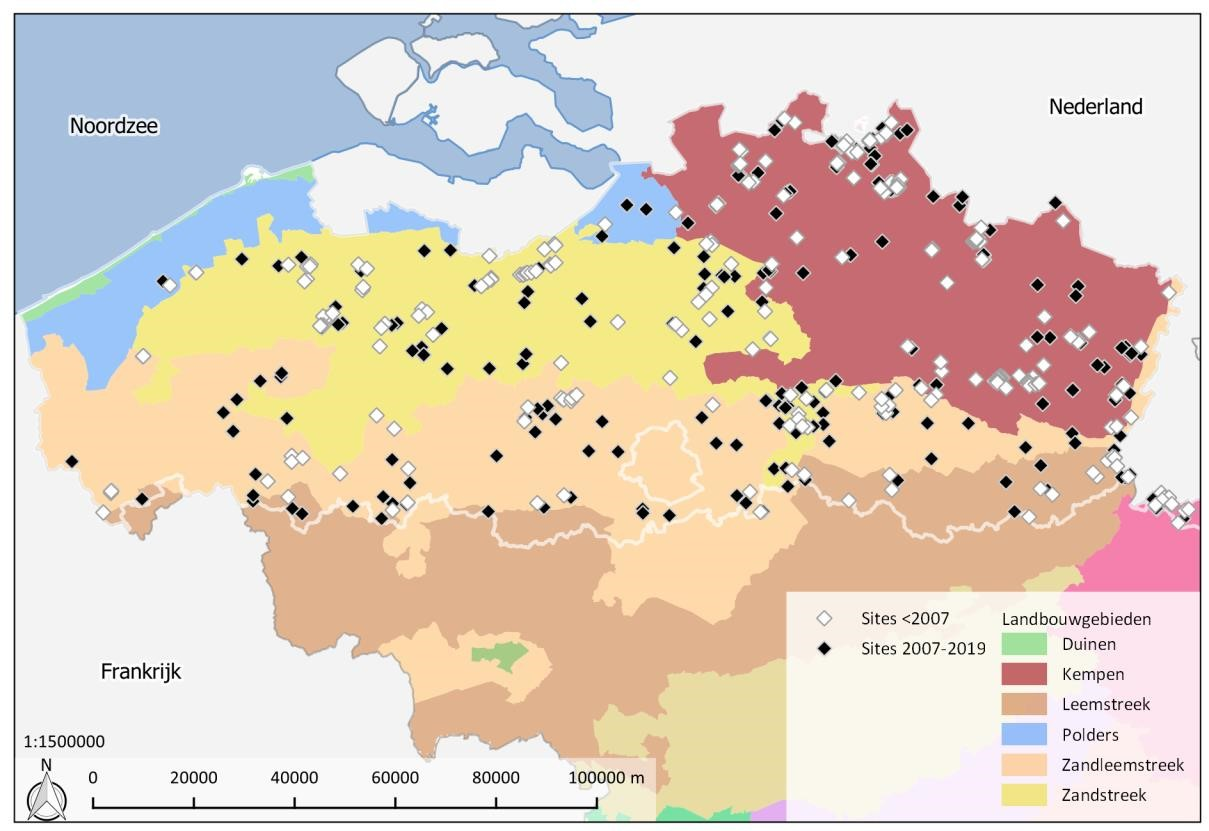 Noordzee
Nederland
Frankrijk
Sites <2007
Sites 2007-2019
Landbouwgebieden
Duinen
Kempen
Leemstreek
Polders
Zandleemstreek
Zandstreek
1:1500000
N
0 20000 40000 60000 80000 100000 m